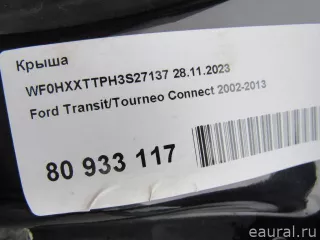 Крыша
WF0HXXTTPH3S27137 28.11.2023
Ford Transit/Tourneo Connect 2002-2013
80 933 117
© eaural.ru